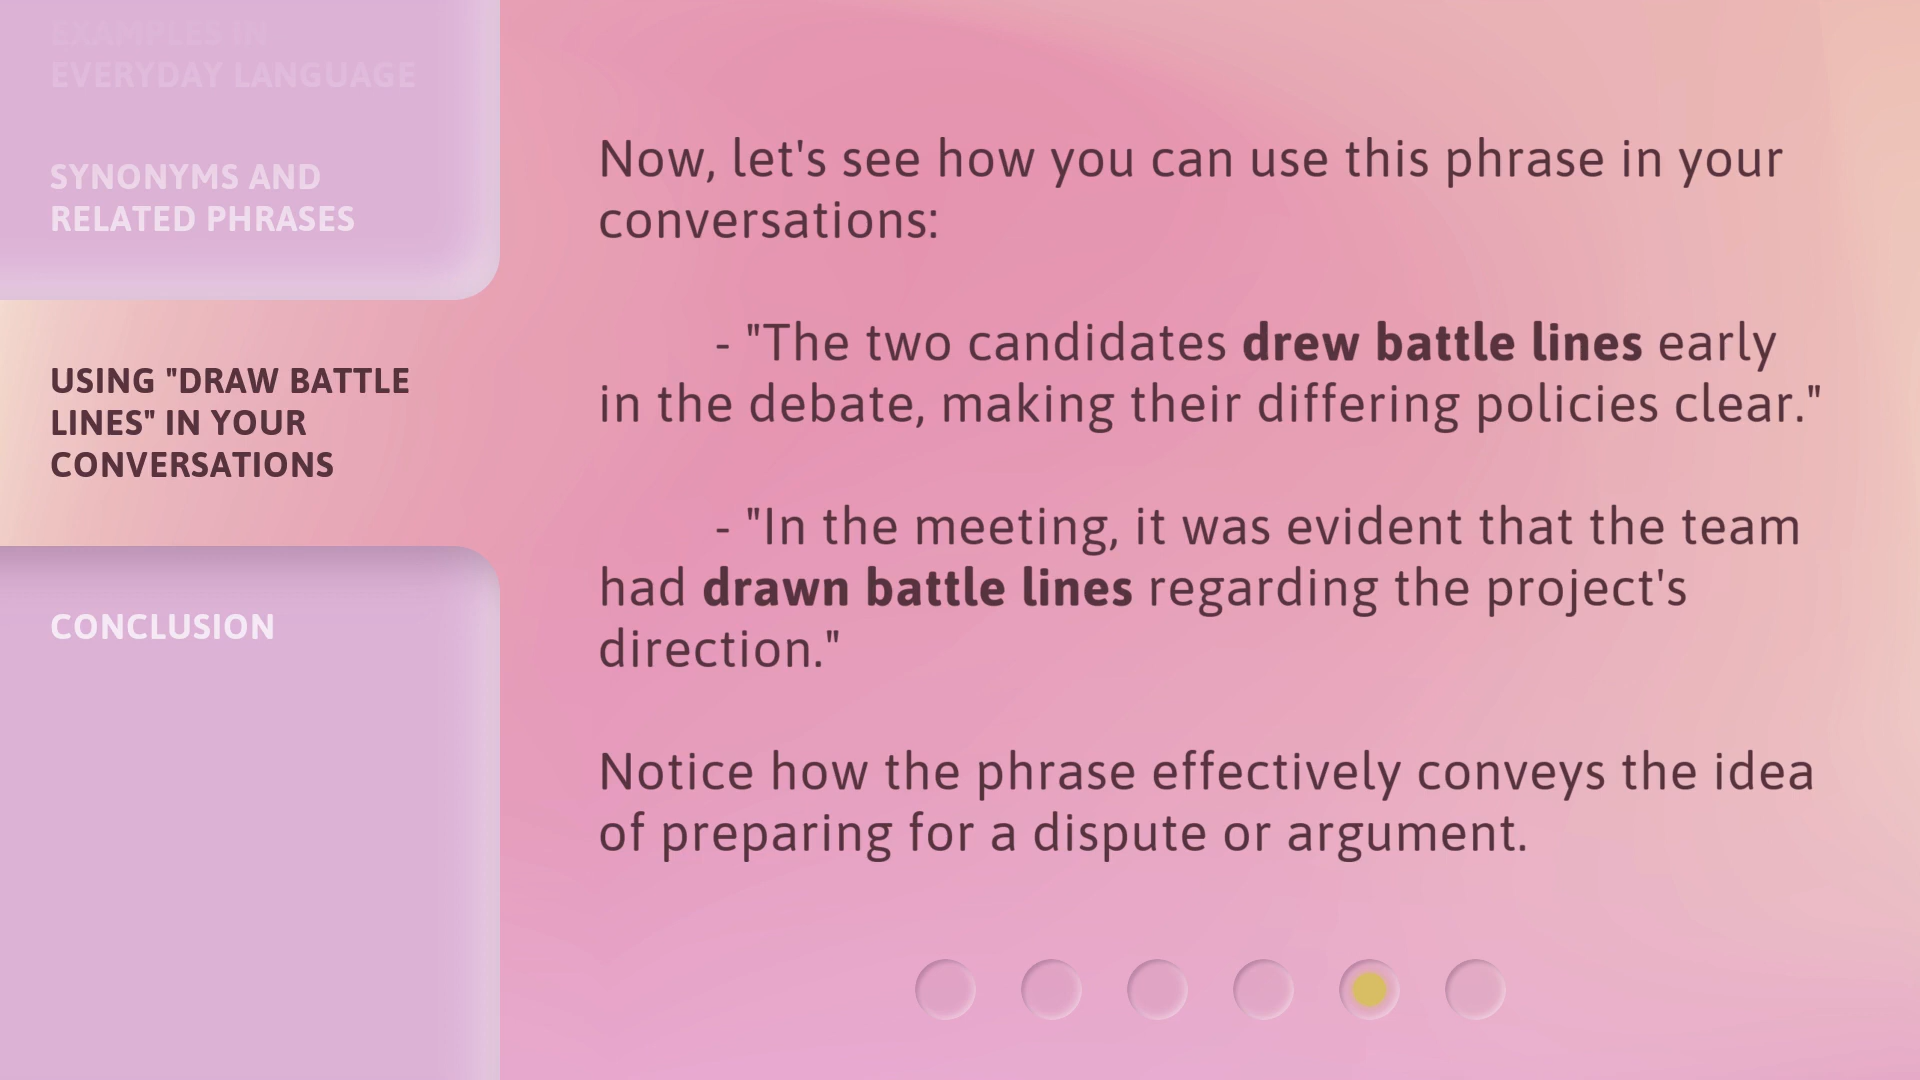 EXAMPLES IN
EVERYDAY LANGUAGE
SYNONYMS AND
RELATED PHRASES
USING "DRAW BATTLE
LINES" IN YOUR
CONVERSATIONS
CONCLUSION
Now, let's see how you can use this phrase in your
conversations:
- "The two candidates drew battle lines early
in the debate, making their differing policies clear."
- "In the meeting, it was evident that the team
had drawn battle lines regarding the project's
direction."
Notice how the phrase effectively conveys the idea
of preparing for a dispute or argument.